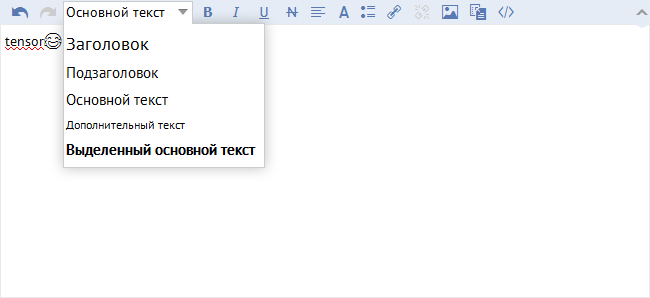 Основной текст B I U N A </>
tensor😅
Заголовок
Подзаголовок
Основной текст
Дополнительный текст
Выделенный основной текст